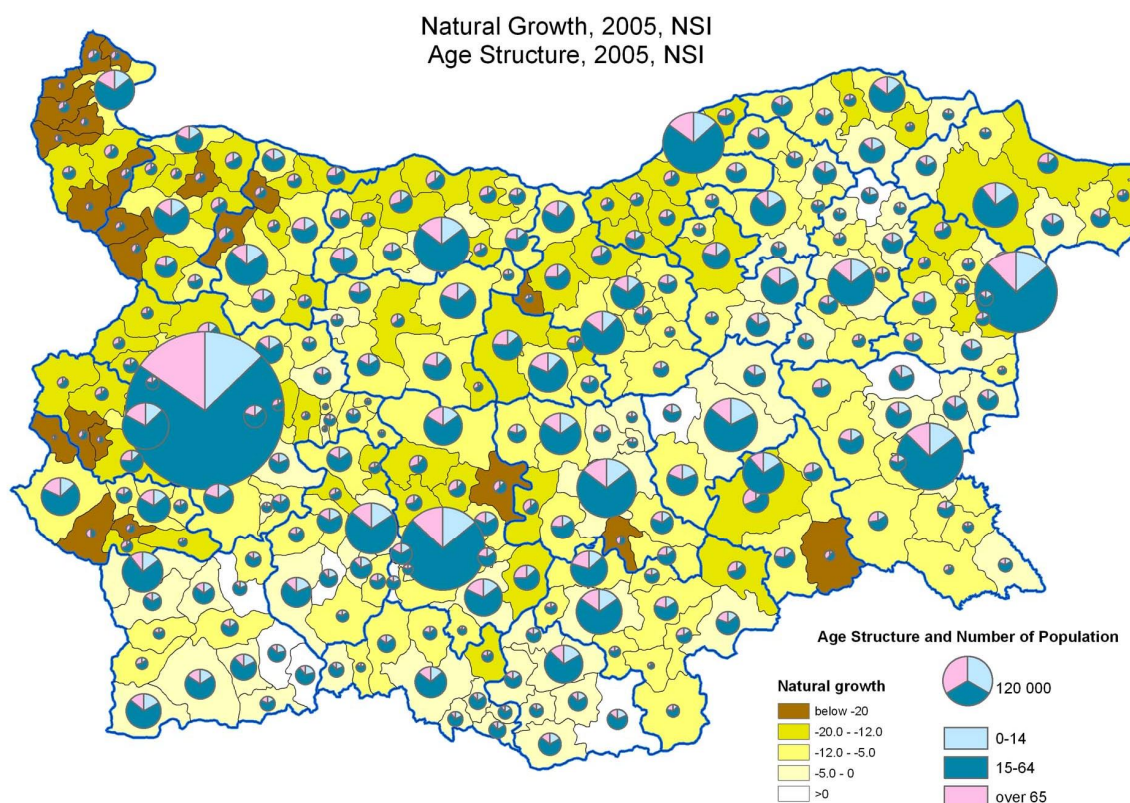 Natural Growth, 2005, NSI
Age Structure, 2005, NSI
Age Structure and Number of Population
Natural growth
below -20
-20.0 - -12.0
-12.0 - -5.0
-5.0 - 0
>0
120 000
0-14
15-64
over 65